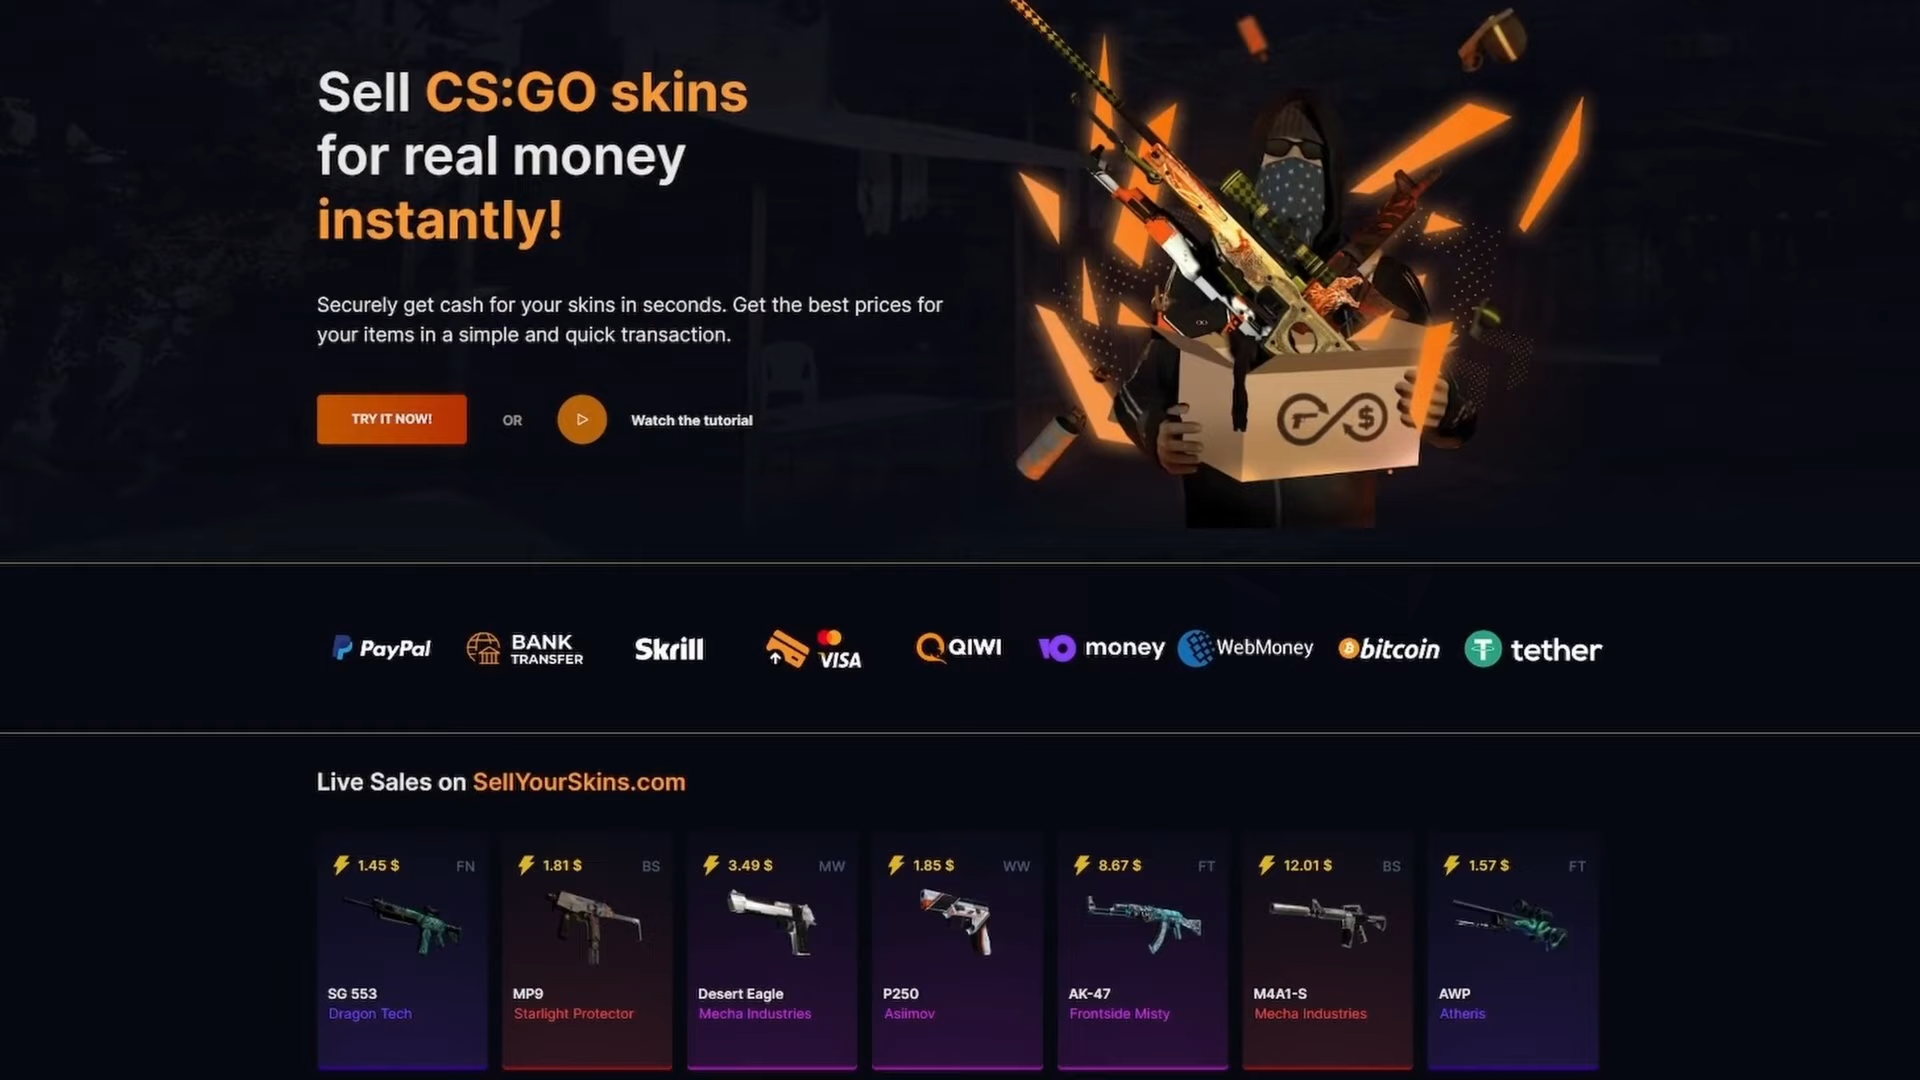 Sell CS:GO skins
for real money
instantly!
Securely get cash for your skins in seconds. Get the best prices for
your items in a simple and quick transaction.
TRY IT NOW!
OR
Watch the tutorial
PayPal
BANK
TRANSFER
Skrill
VISA
QIWI
money
WebMoney
bitcoin
tether
Live Sales on SellYourSkins.com
1.45 $ FN
SG 553
Dragon Tech
1.81 $ BS
MP9
Starlight Protector
3.49 $ MW
Desert Eagle
Mecha Industries
1.85 $ WW
P250
Asiimov
8.67 $ FT
AK-47
Frontside Misty
12.01 $ BS
M4A1-S
Mecha Industries
1.57 $ FT
AWP
Atheris